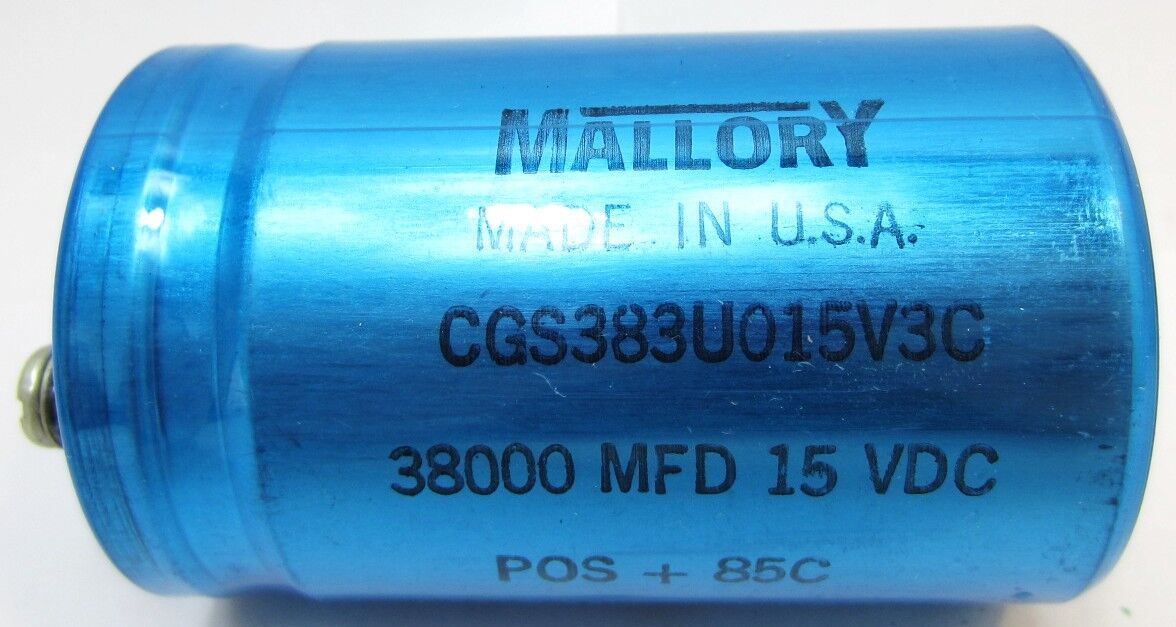 MALLORY
MADE IN U.S.A.
CGS383U015V3C
38000 MFD 15 VDC
POS + 85C